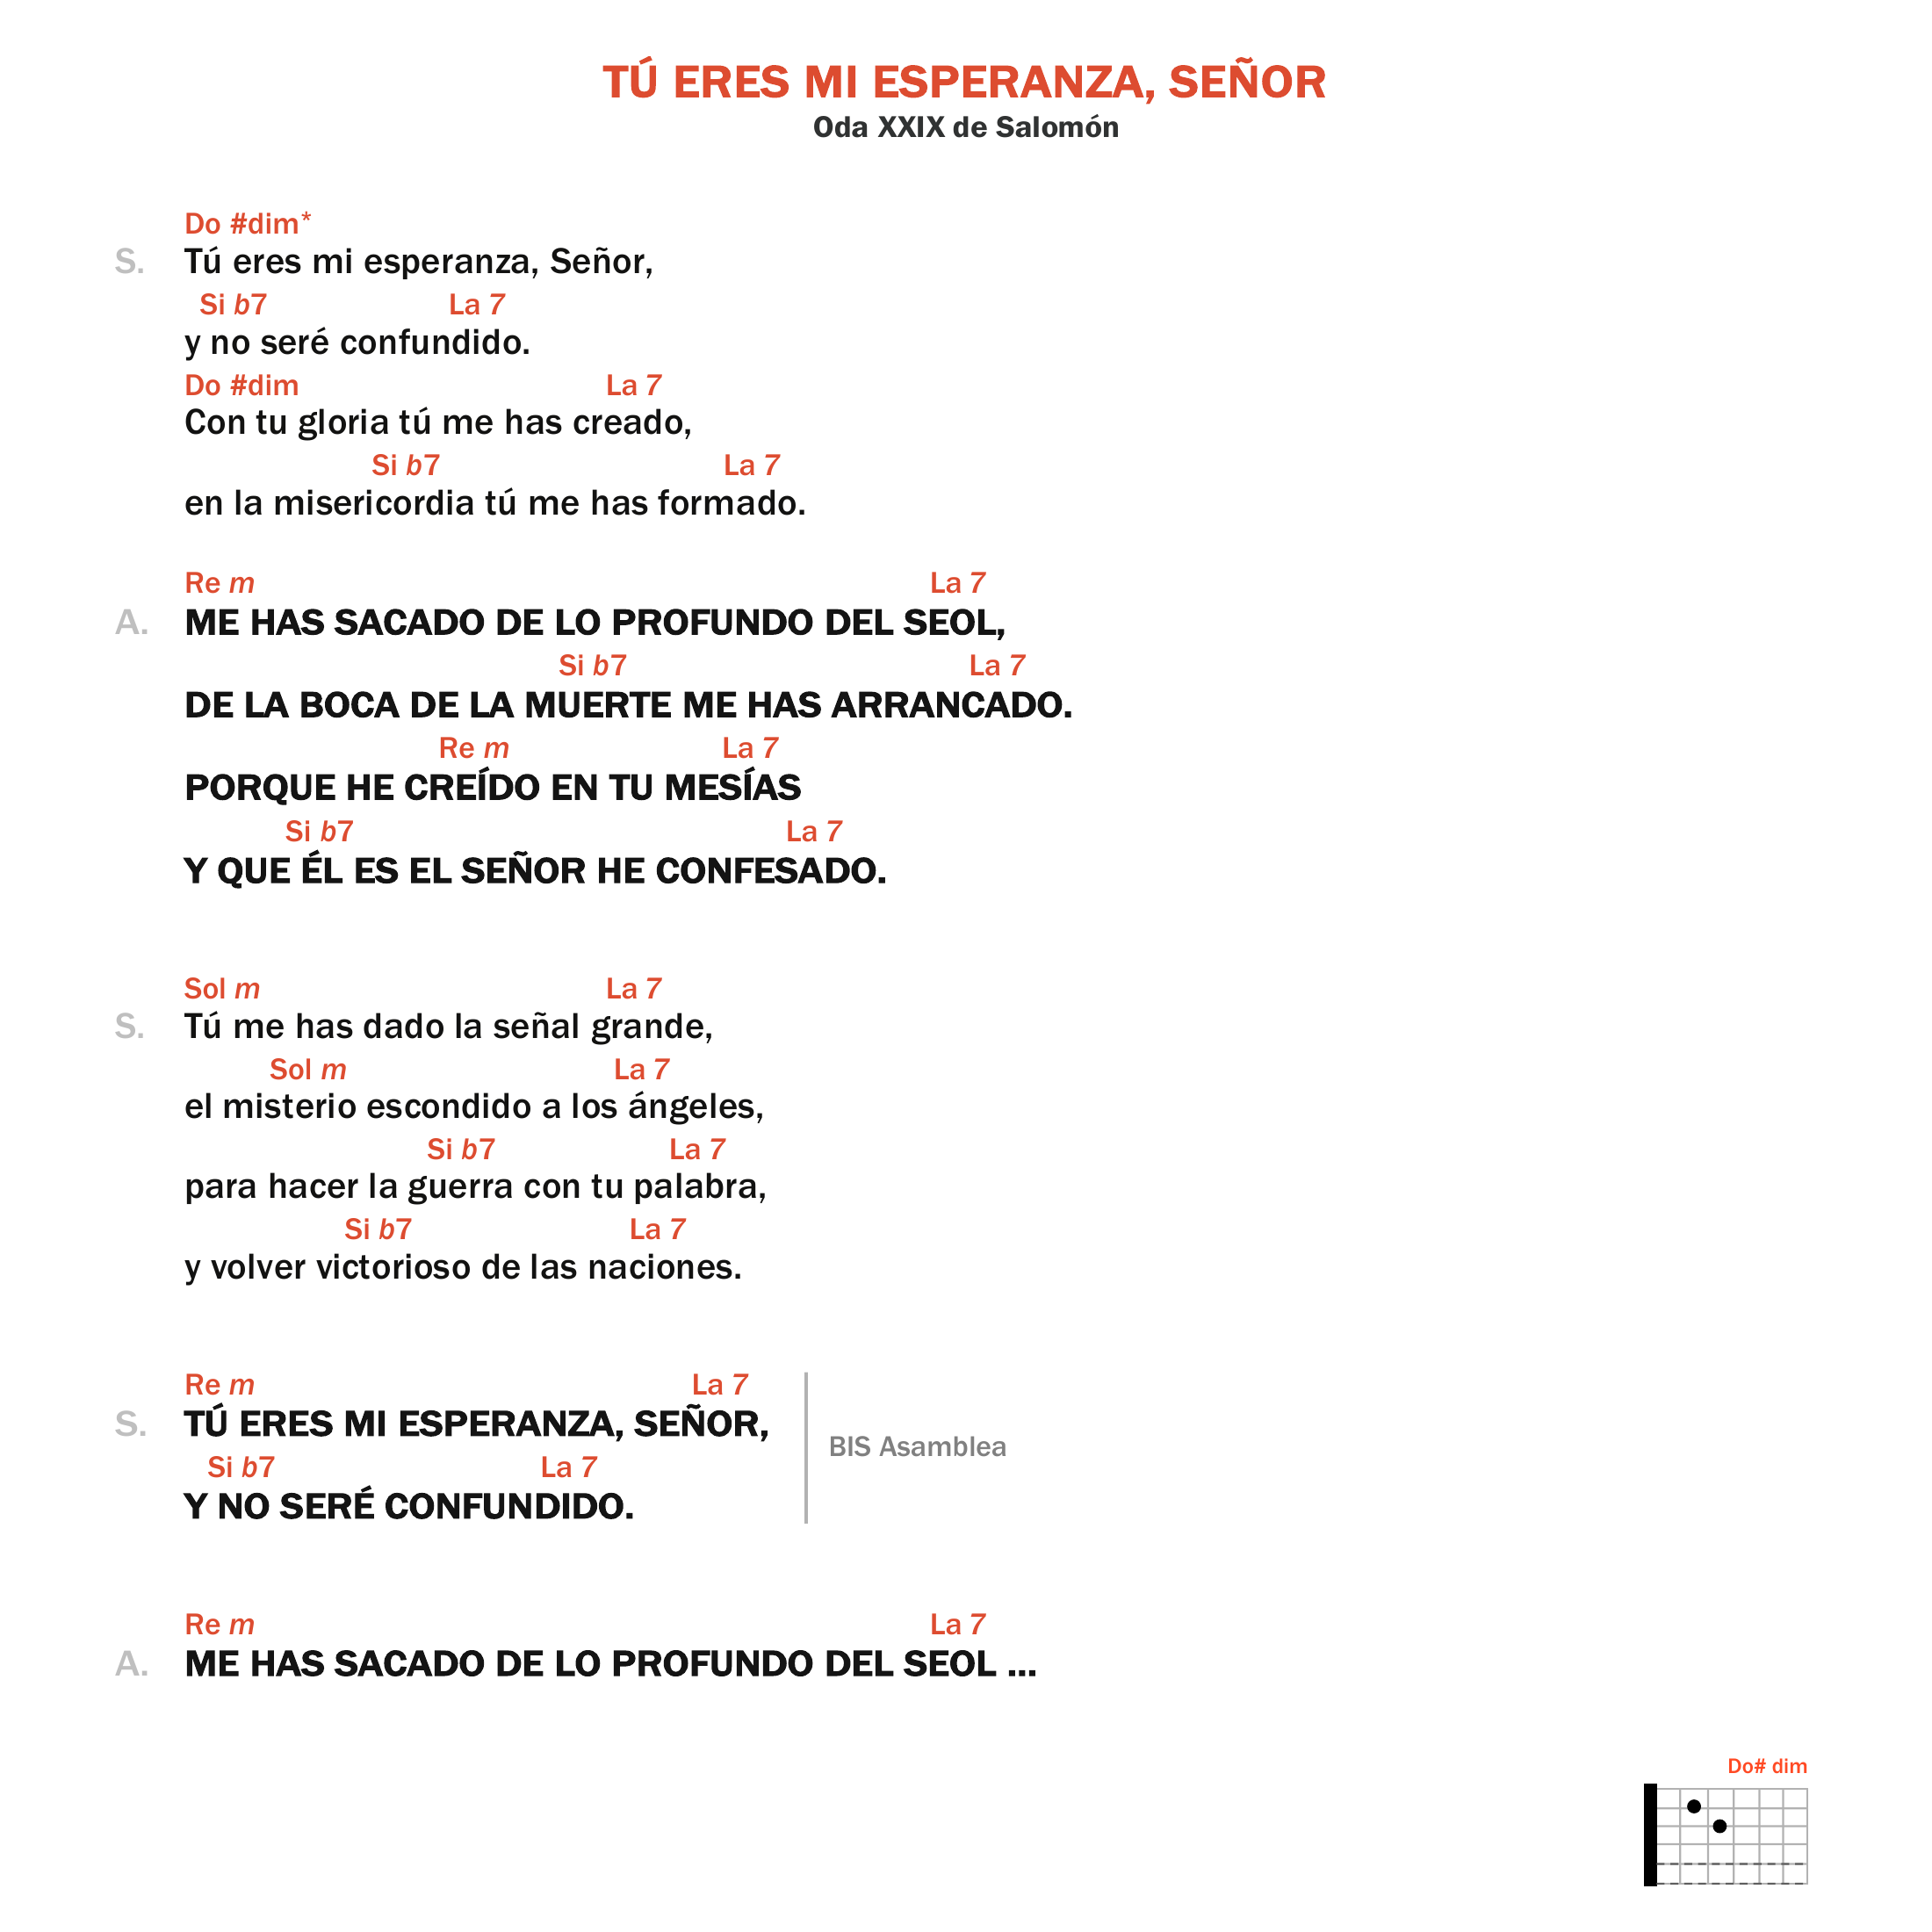 TÚ ERES MI ESPERANZA, SEÑOR
Oda XXIX de Salomón
Do #dim*
S. Tú eres mi esperanza, Señor,
Si b7 La 7
y no seré confundido.
Do #dim La 7
Con tu gloria tú me has creado,
Si b7 La 7
en la misericordia tú me has formado.
Re m La 7
A. ME HAS SACADO DE LO PROFUNDO DEL SEOL,
Si b7 La 7
DE LA BOCA DE LA MUERTE ME HAS ARRANCADO.
Re m La 7
PORQUE HE CREÍDO EN TU MESÍAS
Si b7 La 7
Y QUE ÉL ES EL SEÑOR HE CONFESADO.
Sol m La 7
S. Tú me has dado la señal grande,
Sol m La 7
el misterio escondido a los ángeles,
Si b7 La 7
para hacer la guerra con tu palabra,
Si b7 La 7
y volver victorioso de las naciones.
Re m La 7
S. TÚ ERES MI ESPERANZA, SEÑOR,
BIS Asamblea
Si b7 La 7
Y NO SERÉ CONFUNDIDO.
Re m La 7
A. ME HAS SACADO DE LO PROFUNDO DEL SEOL ...
Do# dim